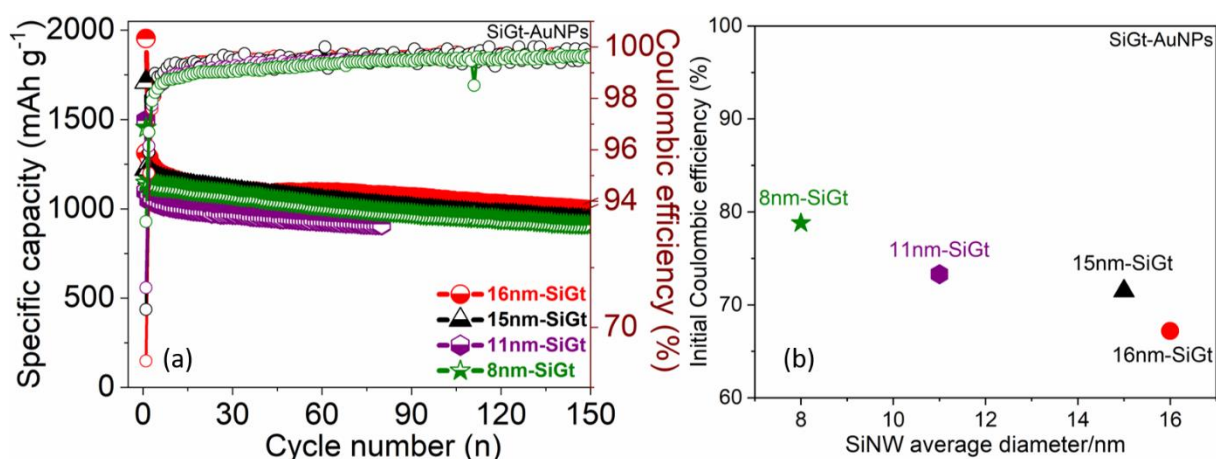 SiGt-AuNPs
2000
1500
1000
500
0
Specific capacity (mAh g⁻¹)
100
98
96
94
70
Coulombic efficiency (%)
16nm-SiGt
15nm-SiGt
11nm-SiGt
8nm-SiGt
(a)
0 30 60 90 120 150
Cycle number (n)
SiGt-AuNPs
100
90
80
70
60
Initial Coulombic efficiency (%)
8nm-SiGt
11nm-SiGt
15nm-SiGt
16nm-SiGt
(b)
8 10 12 14 16
SiNW average diameter/nm